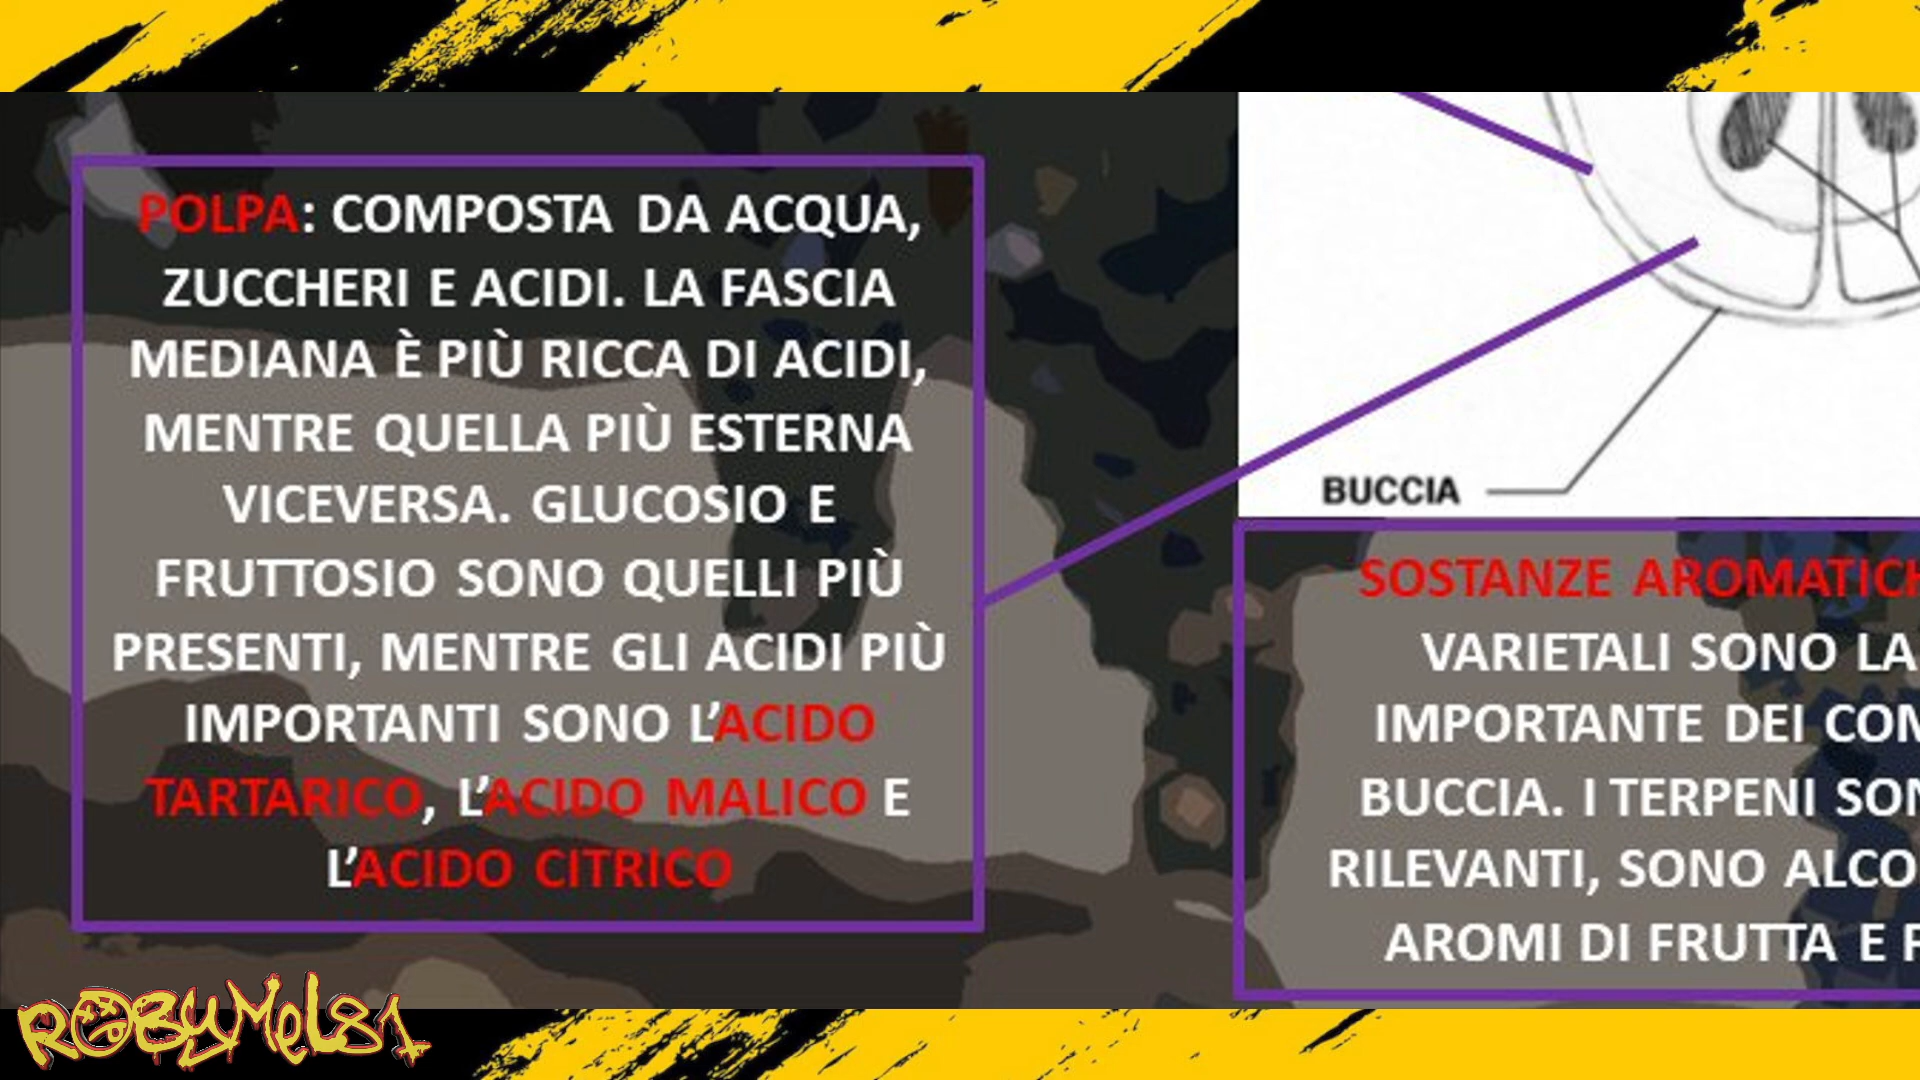 POLPA: COMPOSTA DA ACQUA,
ZUCCHERI E ACIDI. LA FASCIA
MEDIANA È PIÙ RICCA DI ACIDI,
MENTRE QUELLA PIÙ ESTERNA
VICEVERSA. GLUCOSIO E
FRUTTOSIO SONO QUELLI PIÙ
PRESENTI, MENTRE GLI ACIDI PIÙ
IMPORTANTI SONO L'ACIDO
TARTARICO, L'ACIDO MALICO E
L'ACIDO CITRICO
BUCCIA
SOSTANZE
VARIETALI SONO LA
IMPORTANTE DEI
BUCCIA. I TERPENI
RILEVANTI, SONO
AROMI DI FRUTTA E
ROBYMEL81